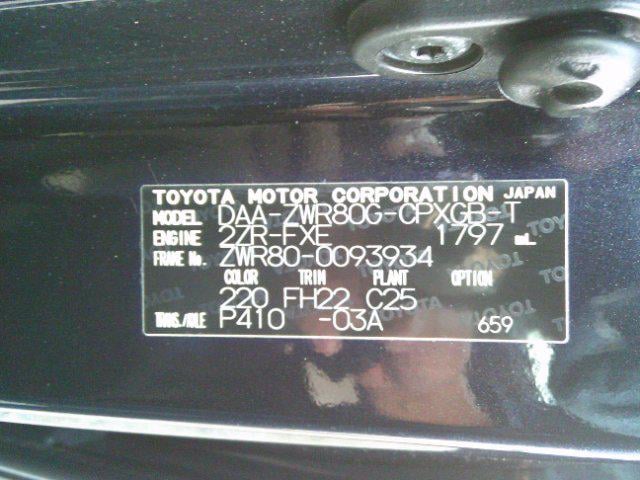 TOYOTA MOTOR CORPORATION JAPAN
MODEL DAA-ZWR80G-CPXGB-T
ENGINE 2ZR-FXE 1797 mL
FRAME No. ZWR80-0093934
COLOR TRIM PLANT OPTION
220 FH22 C25
TRANS./AXLE P410 -03A 659